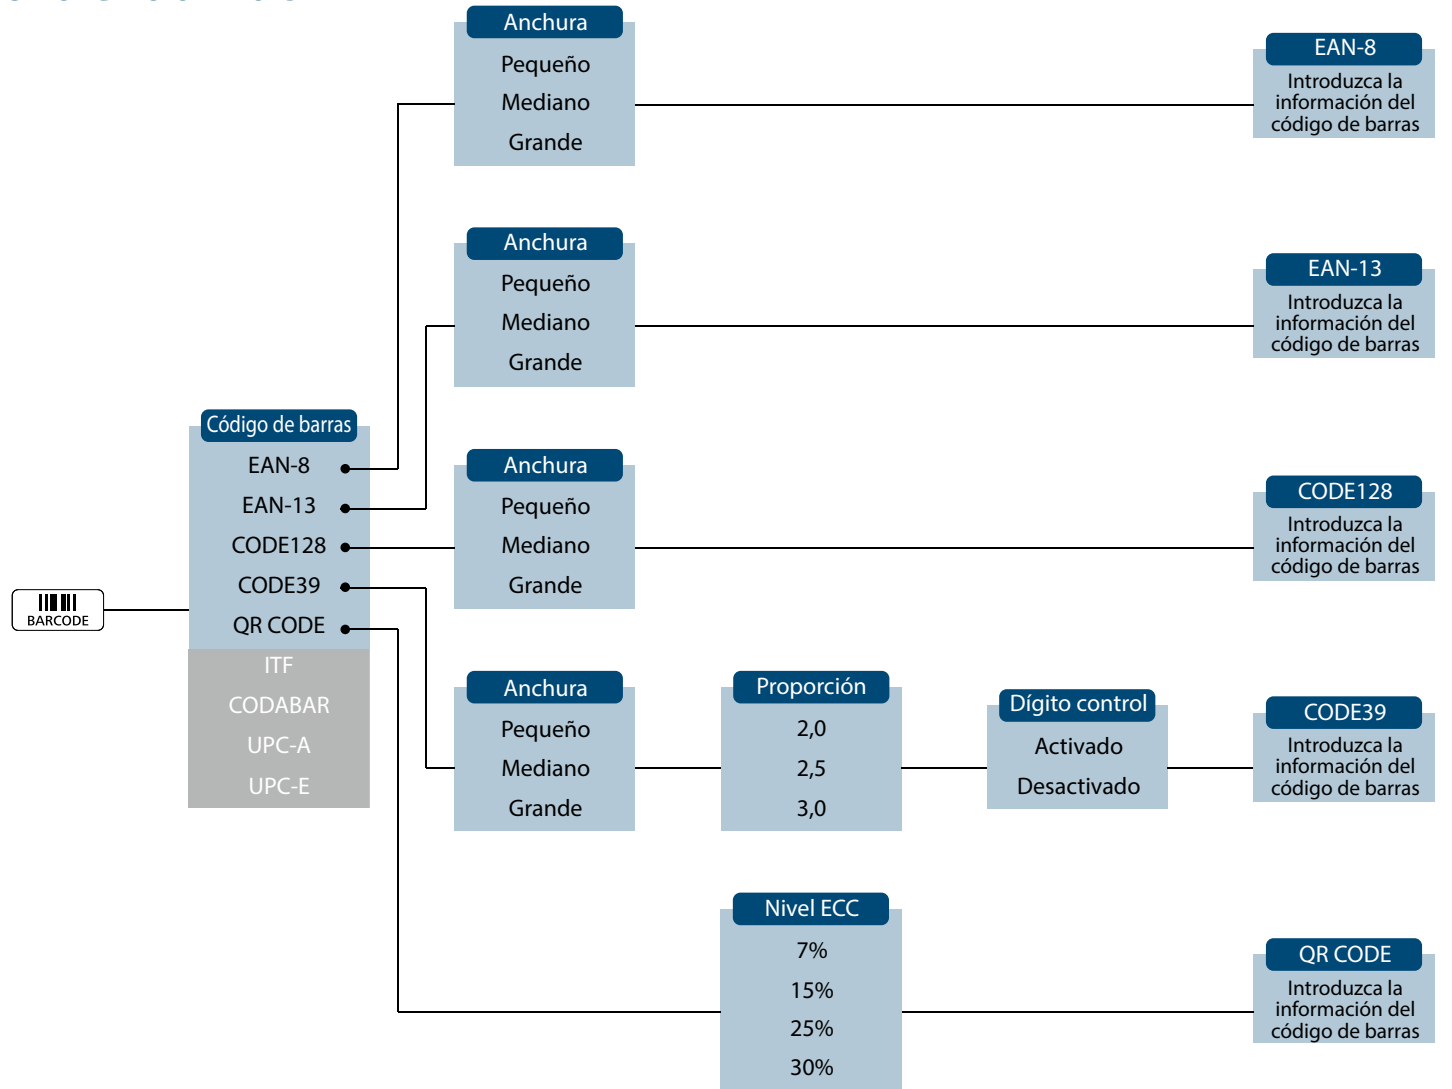 BARCODE
Código de barras
EAN-8
EAN-13
CODE128
CODE39
QR CODE
ITF
CODABAR
UPC-A
UPC-E
Anchura
Pequeño
Mediano
Grande
EAN-8
Introduzca la
información del
código de barras
Anchura
Pequeño
Mediano
Grande
EAN-13
Introduzca la
información del
código de barras
Anchura
Pequeño
Mediano
Grande
CODE128
Introduzca la
información del
código de barras
Anchura
Pequeño
Mediano
Grande
Proporción
2,0
2,5
3,0
Dígito control
Activado
Desactivado
CODE39
Introduzca la
información del
código de barras
Nivel ECC
7%
15%
25%
30%
QR CODE
Introduzca la
información del
código de barras